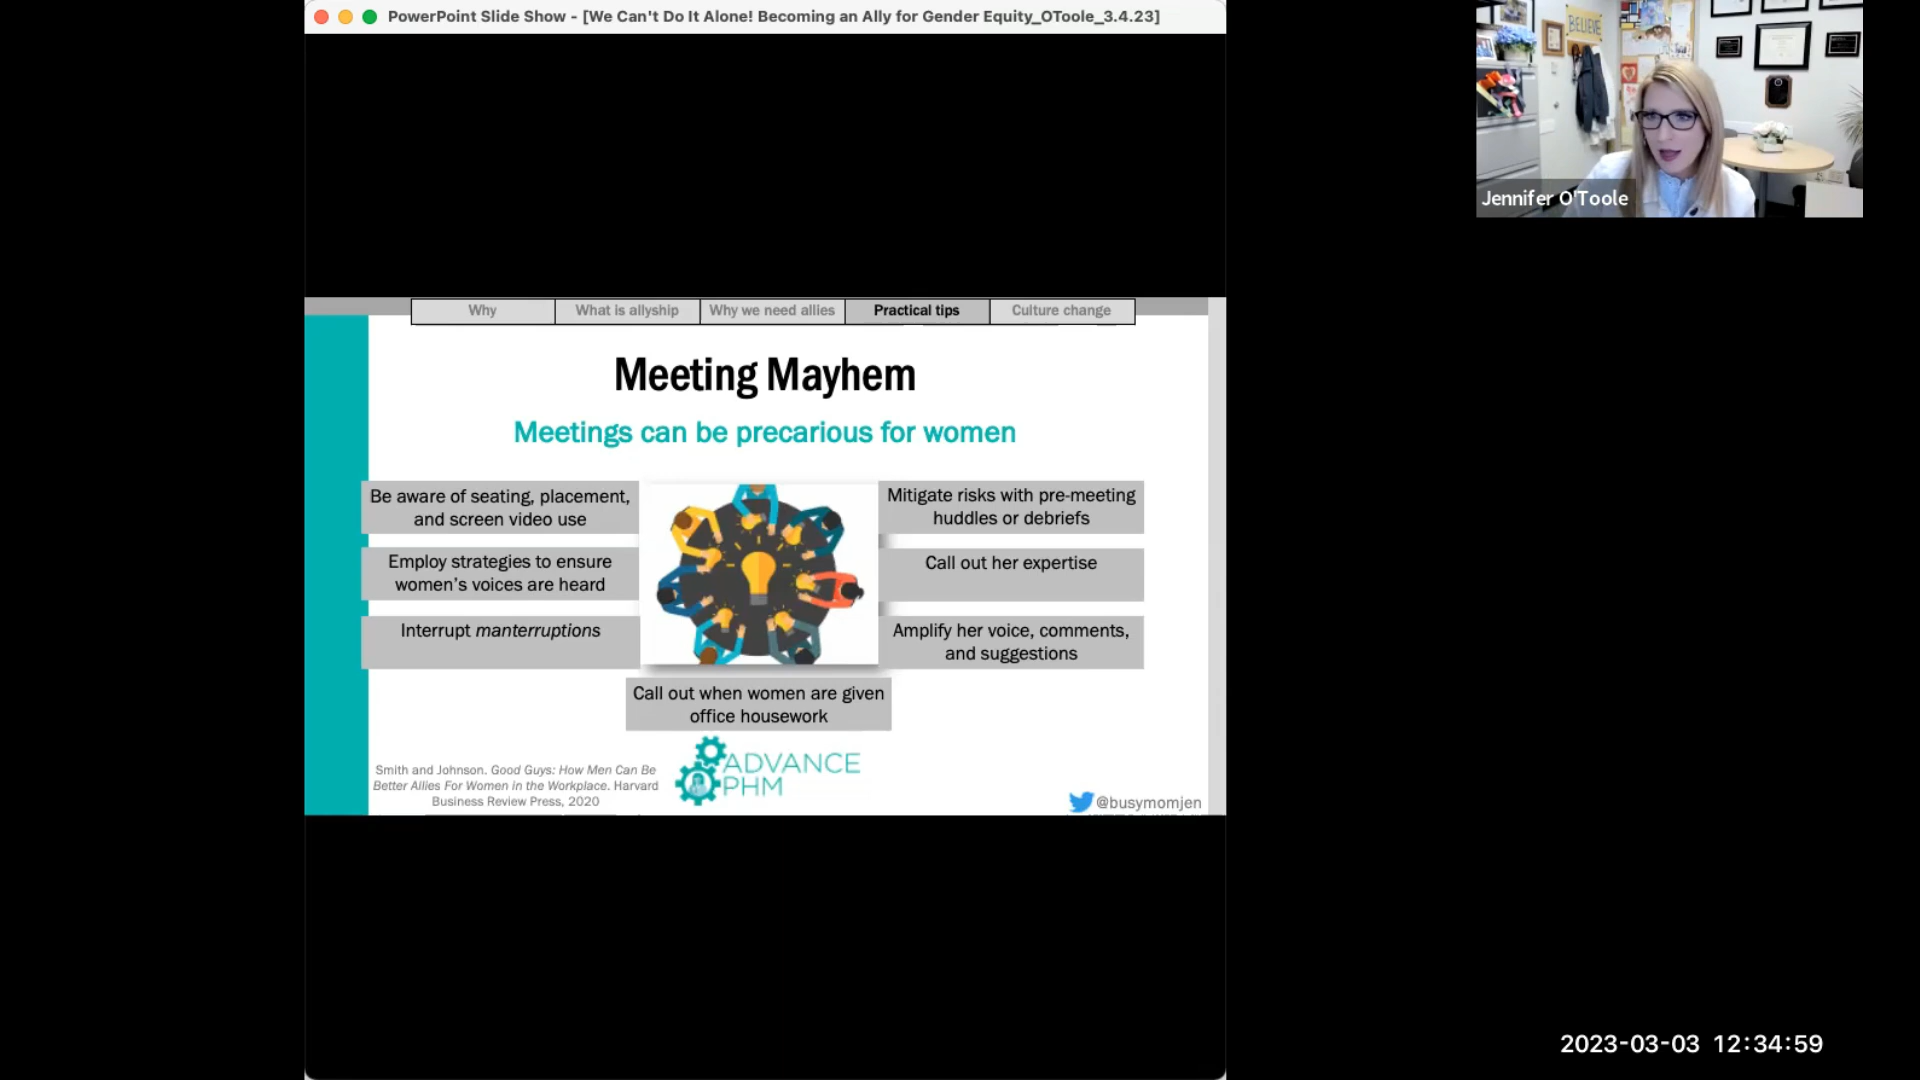 PowerPoint Slide Show - [We Can't Do It Alone! Becoming an Ally for Gender Equity_OToole_3.4.23]
BELIEVE
Jennifer O'Toole
Why
What is allyship
Why we need allies
Practical tips
Culture change
Meeting Mayhem
Meetings can be precarious for women
Be aware of seating, placement,
and screen video use
Employ strategies to ensure
women's voices are heard
Interrupt manterruptions
Mitigate risks with pre-meeting
huddles or debriefs
Call out her expertise
Amplify her voice, comments,
and suggestions
Call out when women are given
office housework
Smith and Johnson. Good Guys: How Men Can Be
Better Allies For Women in the Workplace. Harvard
Business Review Press, 2020
ADVANCE
PHM
@busymomjen
2023-03-03 12:34:59